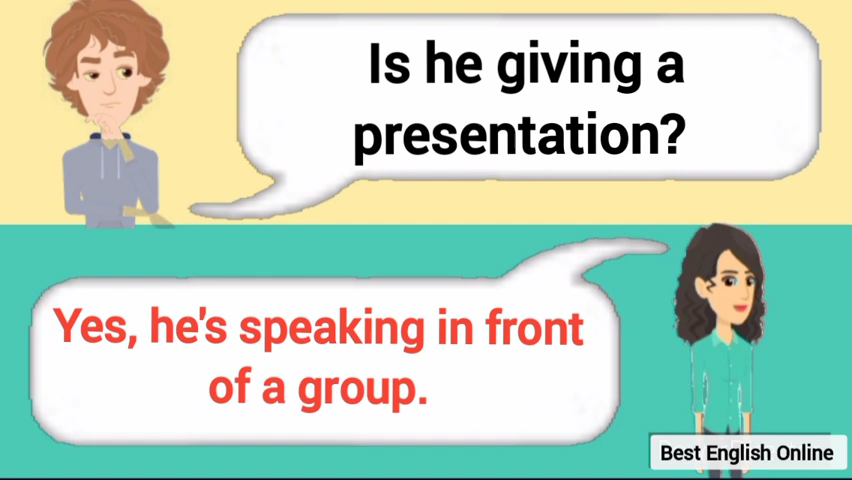 Is he giving a
presentation?
Yes, he's speaking in front
of a group.
Best English Online